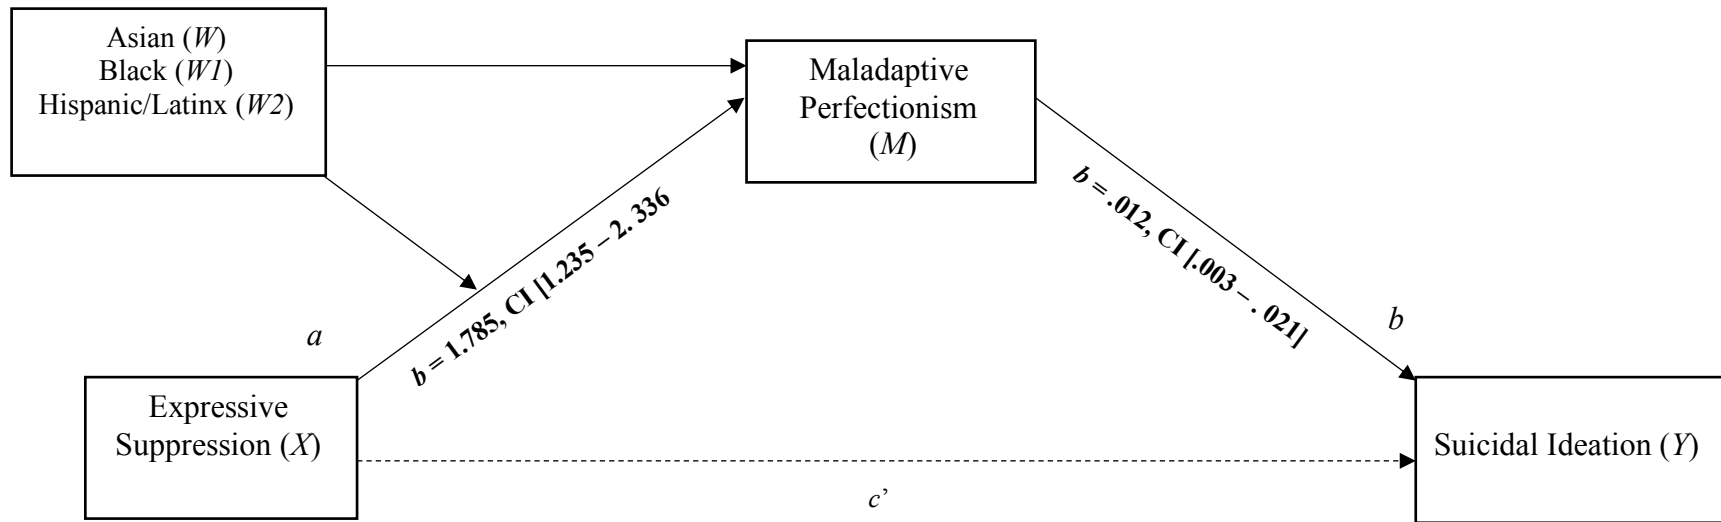 Asian (W)
Black (W1)
Hispanic/Latinx (W2)
Maladaptive
Perfectionism
(M)
b = 1.785, CI [1.235 – 2. 336
b = .012, CI [.003 – . 021]
a
b
Expressive
Suppression (X)
Suicidal Ideation (Y)
c’